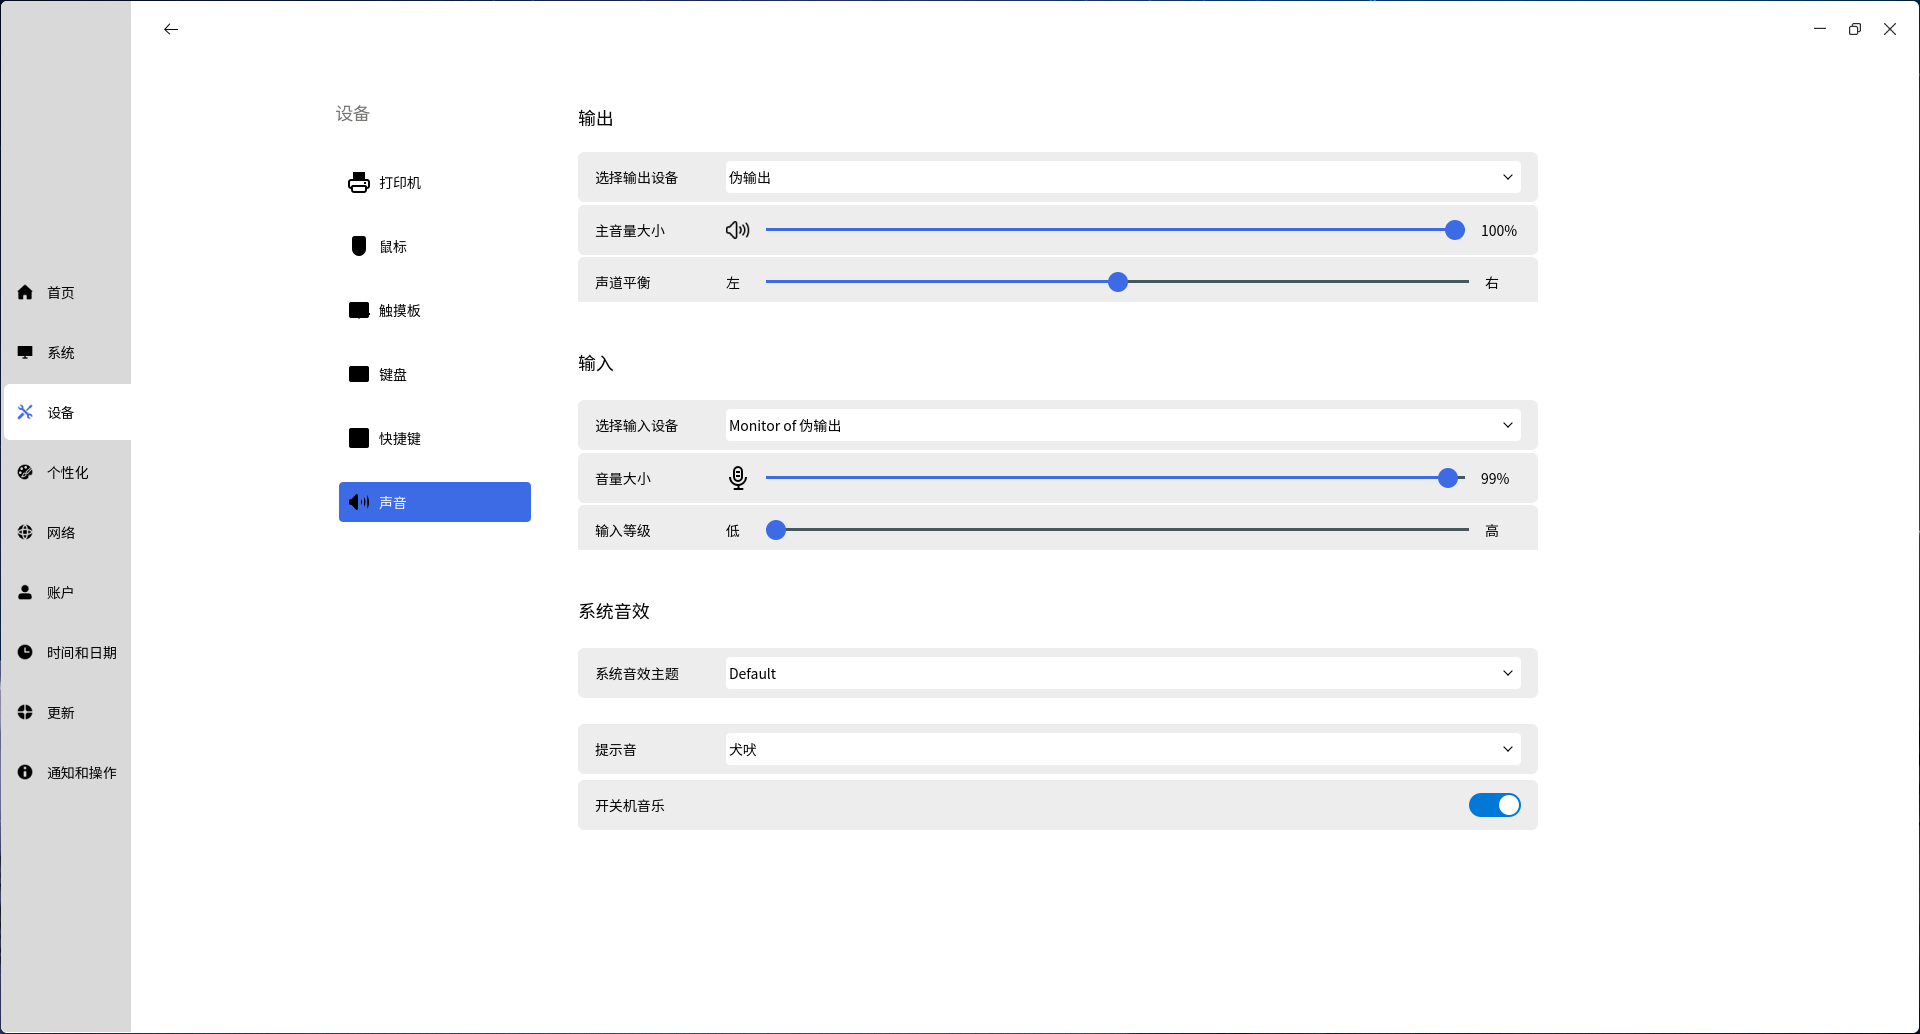 首页
系统
设备
个性化
网络
账户
时间和日期
更新
通知和操作
设备
打印机
鼠标
触摸板
键盘
快捷键
声音
输出
选择输出设备 伪输出
主音量大小 100%
声道平衡 左 右
输入
选择输入设备 Monitor of 伪输出
音量大小 99%
输入等级 低 高
系统音效
系统音效主题 Default
提示音 犬吠
开关机音乐